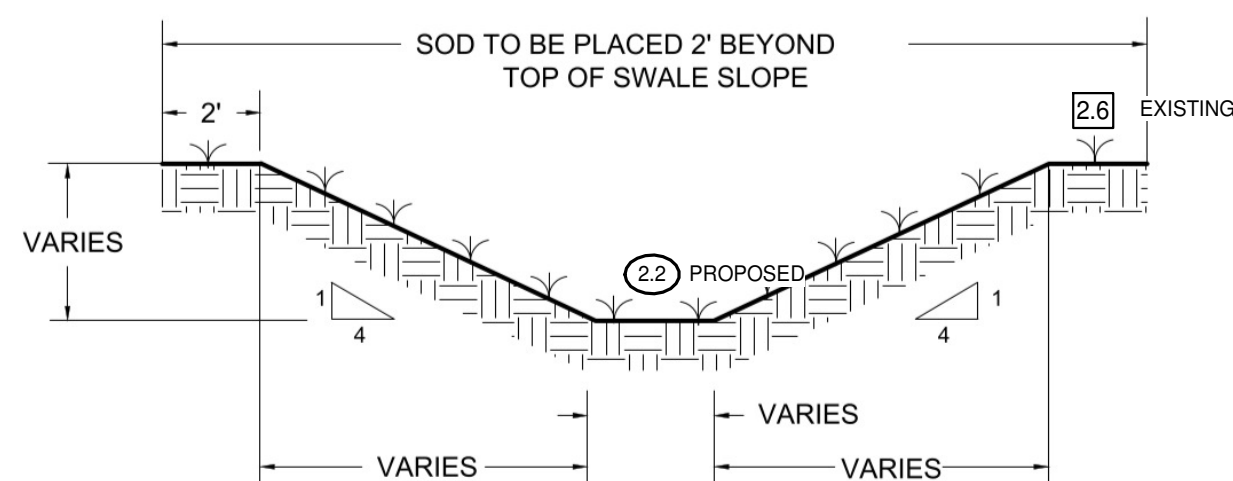 SOD TO BE PLACED 2' BEYOND
TOP OF SWALE SLOPE
2'
2.6 EXISTING
VARIES
2.2 PROPOSED
1
4
1
4
VARIES
VARIES
VARIES